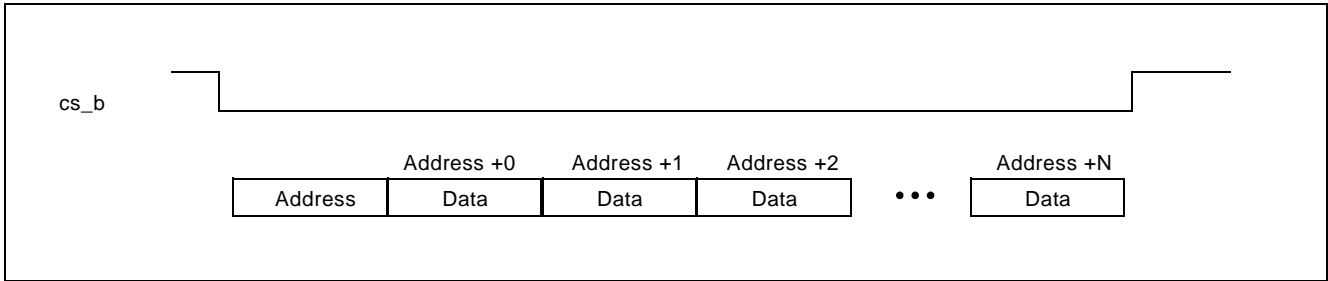 cs_b
Address +0 Address +1 Address +2 Address +N
Address Data Data Data ••• Data